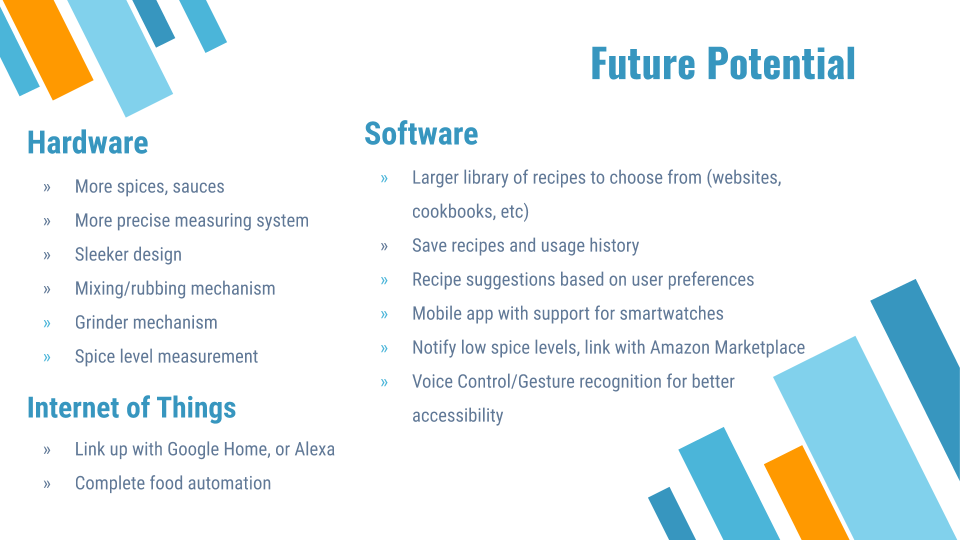 Future Potential
Hardware
» More spices, sauces
» More precise measuring system
» Sleeker design
» Mixing/rubbing mechanism
» Grinder mechanism
» Spice level measurement
Internet of Things
» Link up with Google Home, or Alexa
» Complete food automation
Software
» Larger library of recipes to choose from (websites,
cookbooks, etc)
» Save recipes and usage history
» Recipe suggestions based on user preferences
» Mobile app with support for smartwatches
» Notify low spice levels, link with Amazon Marketplace
» Voice Control/Gesture recognition for better
accessibility